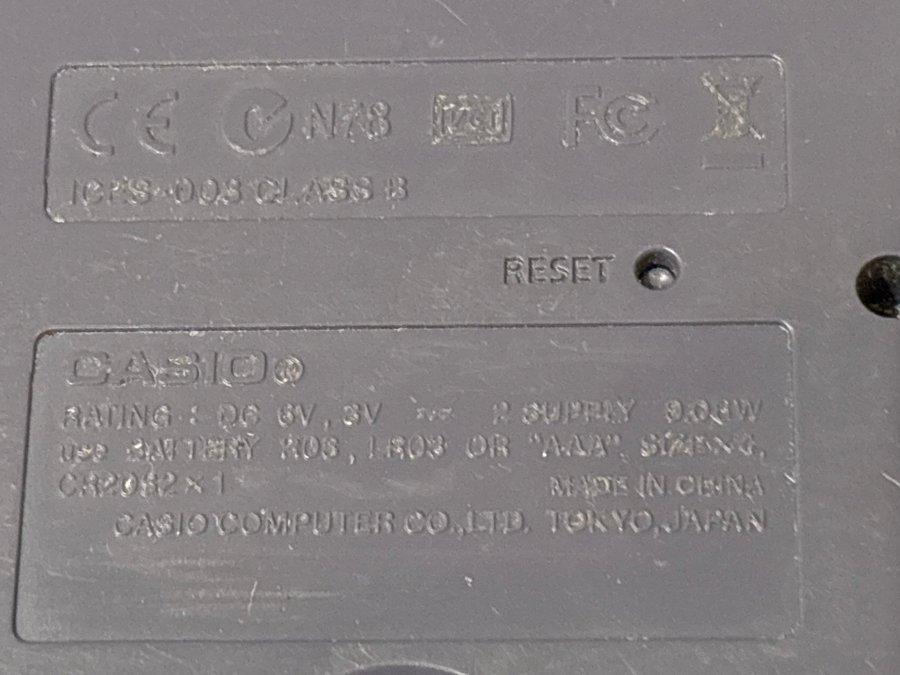 CE N78 FC
ICES-003 CLASS B
RESET
CASIO®
RATING : DC 6V, 3V 2 SUPPLY W
USE BATTERY R03, LR03 OR "AAA" SIZE×4,
CR2032×1 MADE IN CHINA
CASIO COMPUTER CO.,LTD. TOKYO,JAPAN